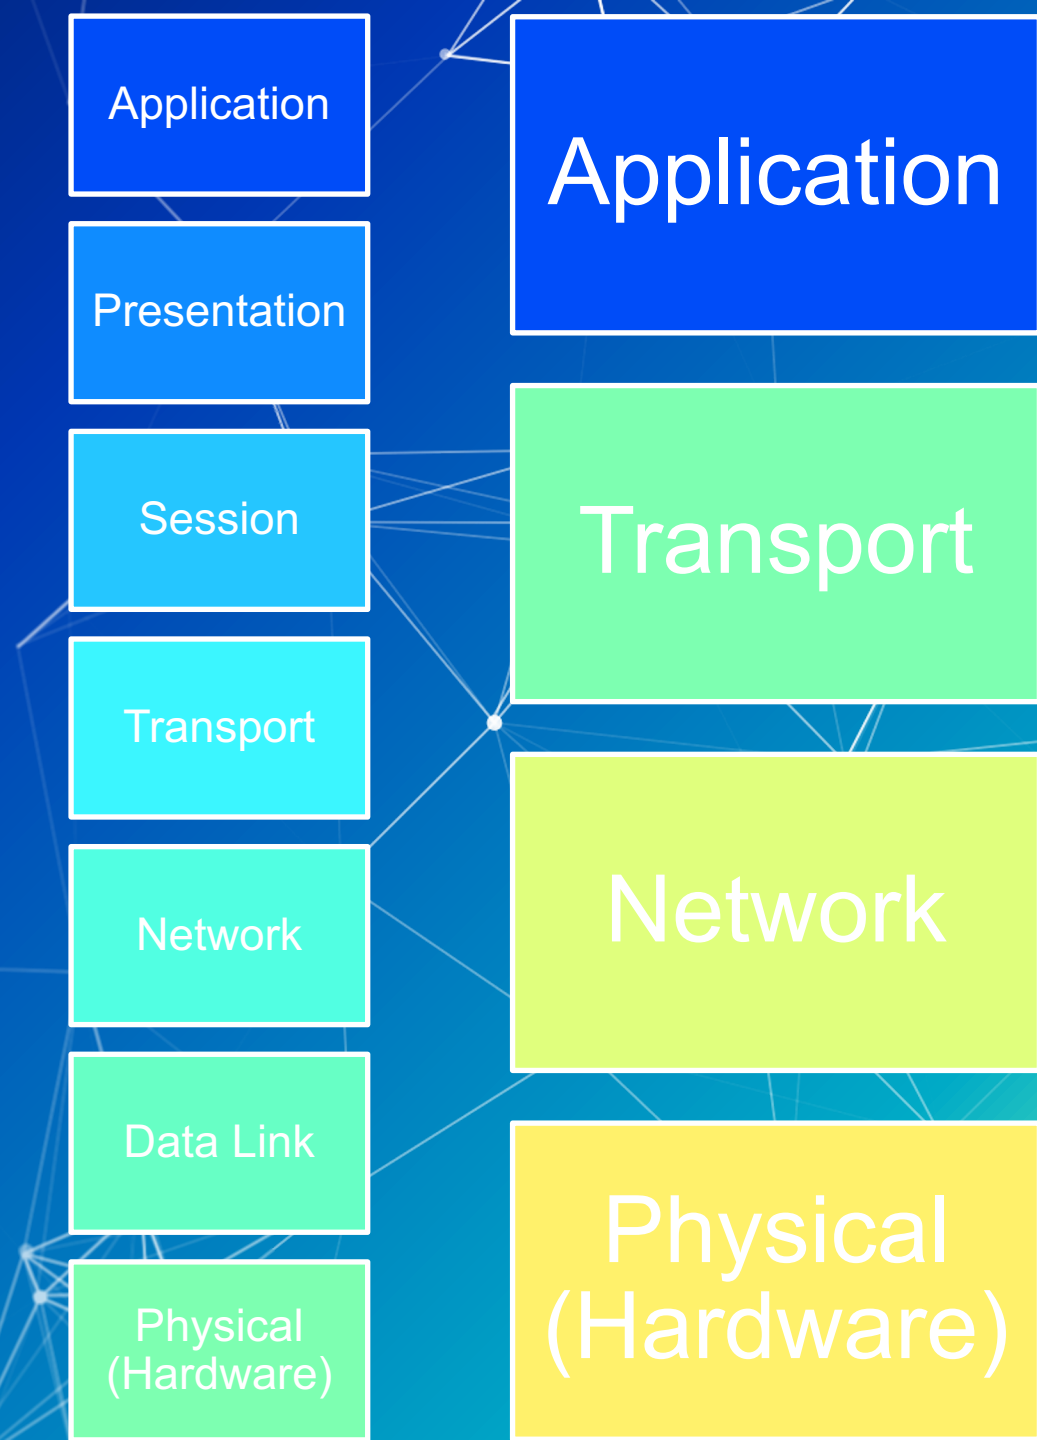 Application
Presentation
Session
Transport
Network
Data Link
Physical
(Hardware)
Application
Transport
Network
Physical
(Hardware)